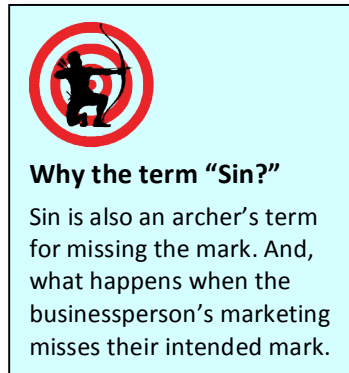 Why the term “Sin?”
Sin is also an archer’s term
for missing the mark. And,
what happens when the
businessperson’s marketing
misses their intended mark.